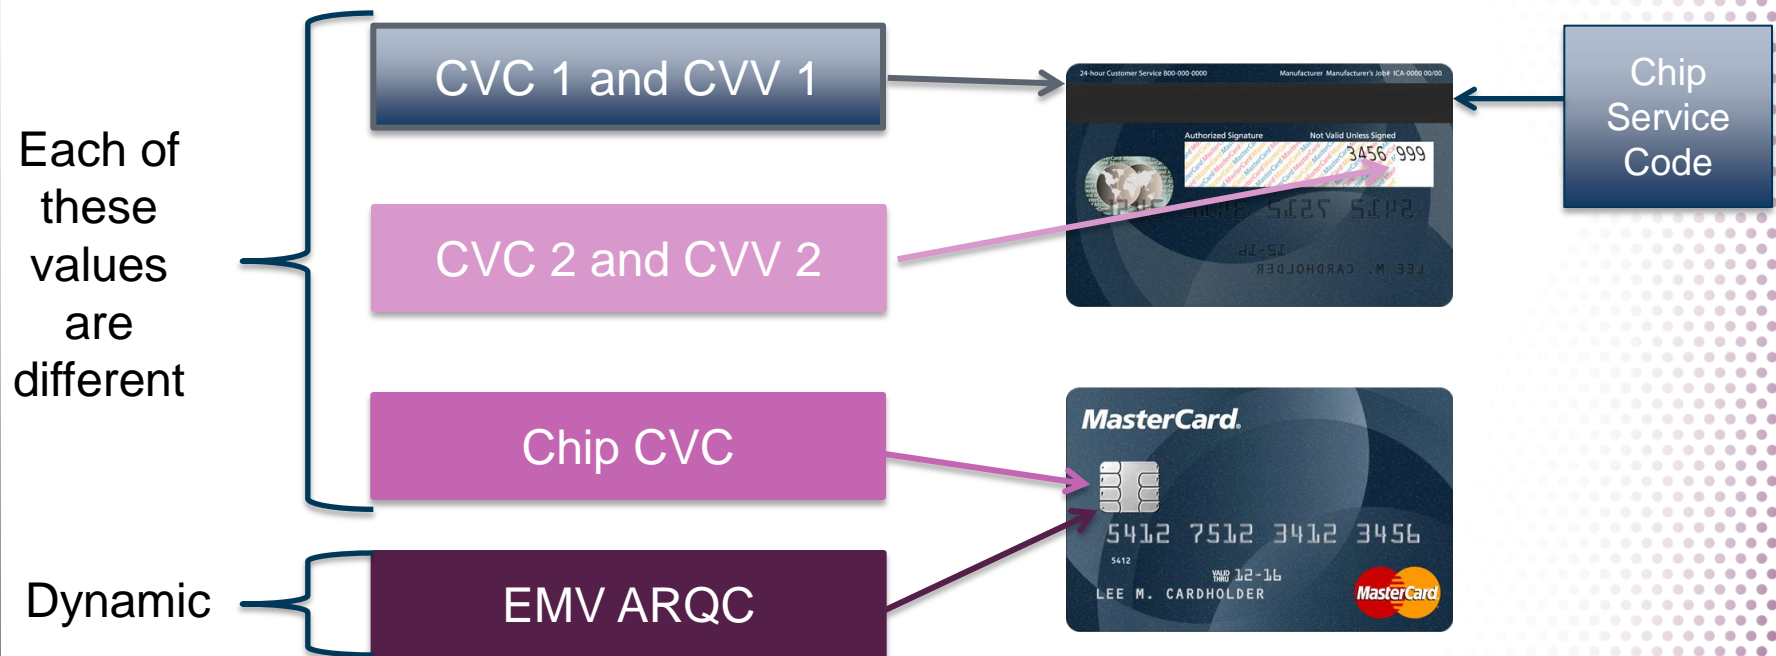 Each of
these
values
are
different
Dynamic
CVC 1 and CVV 1
CVC 2 and CVV 2
Chip CVC
EMV ARQC
24-hour Customer Service 800-000-0000 Manufacturer Manufacturer's Job# ICA-0000 00/00
Authorized Signature Not Valid Unless Signed
3456 999
Chip
Service
Code
MasterCard.
5412 7512 3412 3456
5412
VALID
THRU 12-16
LEE M. CARDHOLDER
MasterCard